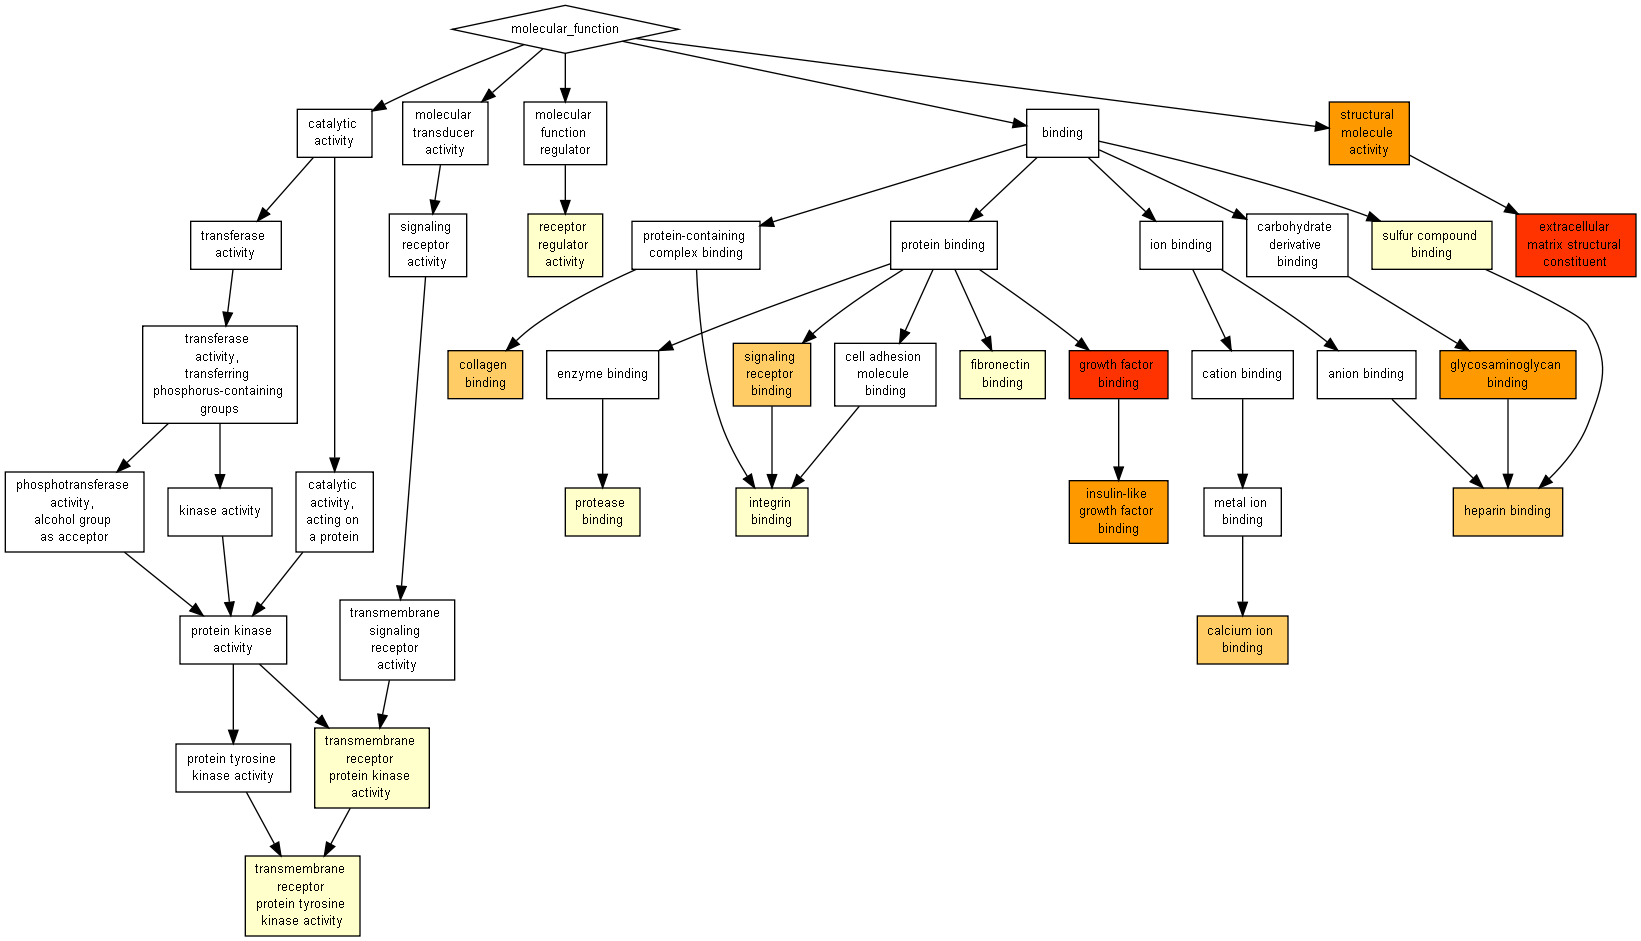 molecular_function
catalytic
activity
molecular
transducer
activity
molecular
function
regulator
binding
structural
molecule
activity
transferase
activity
signaling
receptor
activity
receptor
regulator
activity
protein-containing
complex binding
protein binding
ion binding
carbohydrate
derivative
binding
sulfur compound
binding
extracellular
matrix structural
constituent
transferase
activity,
transferring
phosphorus-containing
groups
collagen
binding
enzyme binding
signaling
receptor
binding
cell adhesion
molecule
binding
fibronectin
binding
growth factor
binding
cation binding
anion binding
glycosaminoglycan
binding
phosphotransferase
activity,
alcohol group
as acceptor
kinase activity
catalytic
activity,
acting on
a protein
protease
binding
integrin
binding
insulin-like
growth factor
binding
metal ion
binding
heparin binding
protein kinase
activity
transmembrane
signaling
receptor
activity
calcium ion
binding
protein tyrosine
kinase activity
transmembrane
receptor
protein kinase
activity
transmembrane
receptor
protein tyrosine
kinase activity